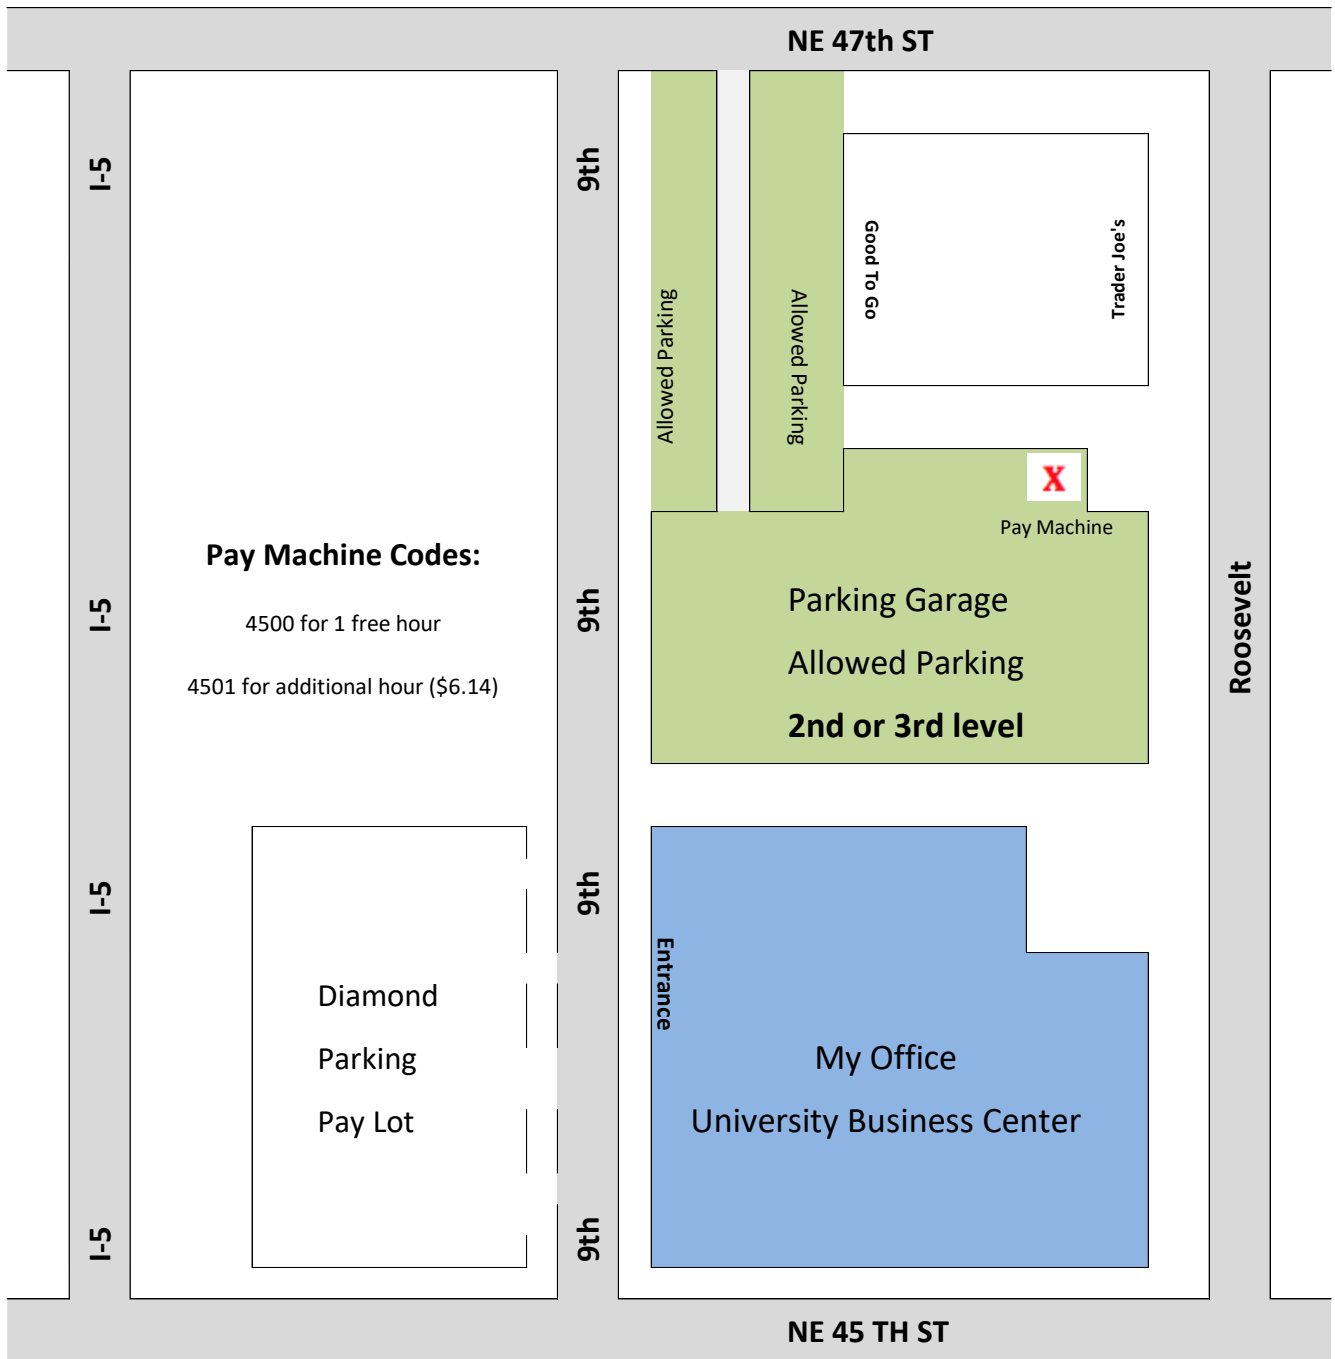 NE 47th ST
I-5
9th
Good To Go
Trader Joe's
Allowed Parking
Allowed Parking
X
Pay Machine
Pay Machine Codes:
4500 for 1 free hour
4501 for additional hour ($6.14)
I-5
9th
Parking Garage
Allowed Parking
2nd or 3rd level
Roosevelt
I-5
9th
Entrance
Diamond
Parking
Pay Lot
My Office
University Business Center
I-5
9th
NE 45 TH ST